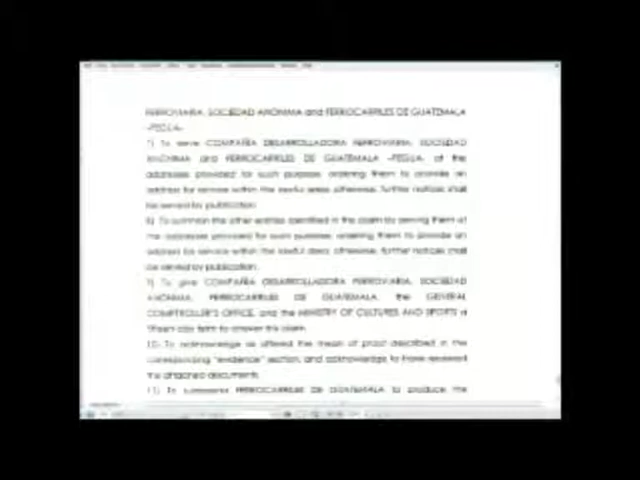 FERROVIARIA, SOCIEDAD ANÓNIMA and FERROCARRILES DE GUATEMALA
-FEGUA-
7) To serve COMPAÑÍA DESARROLLADORA FERROVIARIA, SOCIEDAD
ANÓNIMA and FERROCARRILES DE GUATEMALA -FEGUA- at the
addresses provided for such purpose, ordering them to provide an
address for service within the lawful area; otherwise, further notices shall
be served by publication.
8) To summon the other entities identified in the claim by serving them at
the addresses provided for such purpose, ordering them to provide an
address for service within the lawful area; otherwise, further notices shall
be served by publication.
9) To give COMPAÑÍA DESARROLLADORA FERROVIARIA, SOCIEDAD
ANÓNIMA, FERROCARRILES DE GUATEMALA, the GENERAL
COMPTROLLER'S OFFICE, and the MINISTRY OF CULTURES AND SPORTS a
fifteen day term to answer this claim.
10) To acknowledge as offered the mean of proof described in the
corresponding "evidence" section, and acknowledge to have received
the attached documents.
11) To summons FERROCARRILES DE GUATEMALA to produce the